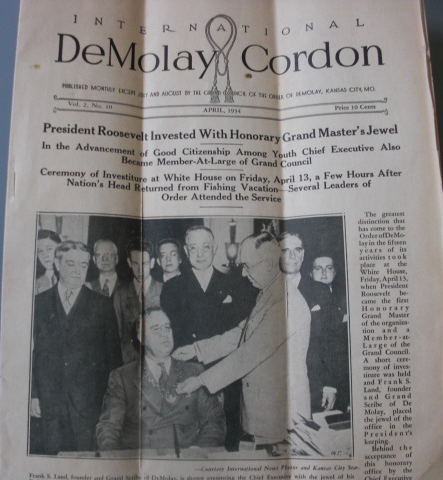 INTERNATIONAL
DeMolay Cordon
PUBLISHED MONTHLY EXCEPT JULY AND AUGUST BY THE GRAND COUNCIL OF THE ORDER OF DEMOLAY, KANSAS CITY, MO.
Vol. 2, No. 10
APRIL, 1934
Price 10 Cents
President Roosevelt Invested With Honorary Grand Master's Jewel
In the Advancement of Good Citizenship Among Youth Chief Executive Also
Became Member-At-Large of Grand Council
Ceremony of Investiture at White House on Friday, April 13, a Few Hours After
Nation's Head Returned from Fishing Vacation—Several Leaders of
Order Attended the Service
The greatest
distinction that
has come to the
Order of DeMo-
lay in the fifteen
years of its
activities took
place at the
White House,
Friday, April 13,
when President
Roosevelt be-
came the first
Honorary
Grand Master
of the organiza-
tion and a
Member-at-
Large of the
Grand Council.
A short cere-
mony of inves-
titure was held
and Frank S.
Land, founder
and Grand
Scribe of De
Molay, placed
the jewel of the
office in the
President's
keeping.
Behind the
acceptance of
this honorary
office by the
Chief Executive
—Courtesy International News Photos and Kansas City Star.
Frank S. Land, founder and Grand Scribe of DeMolay, is shown presenting the Chief Executive with the jewel of his